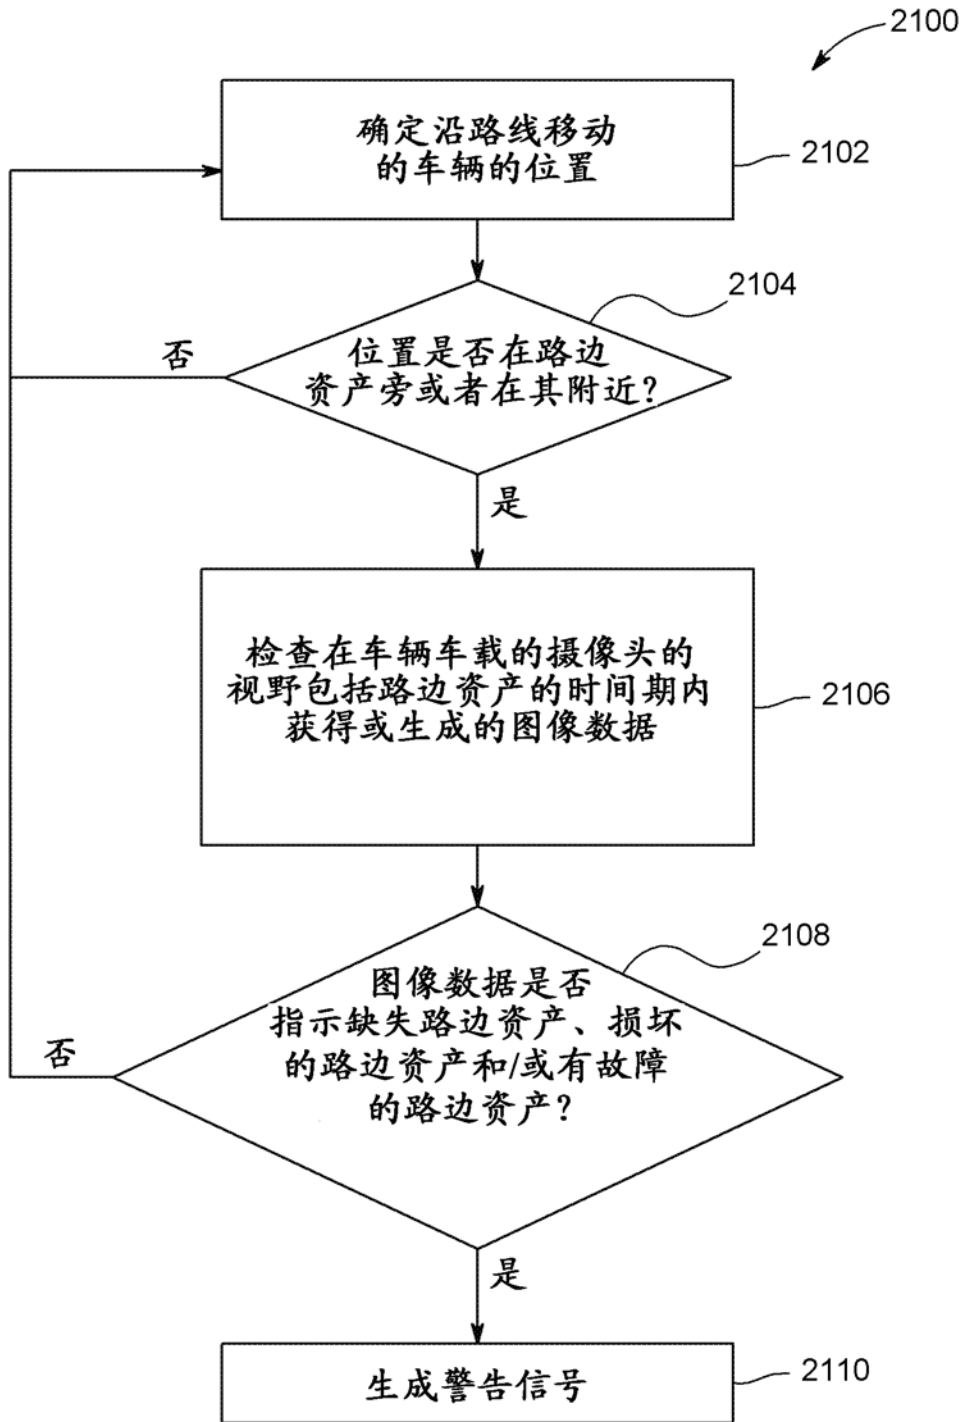 2100
确定沿路线移动
的车辆的位置
2102
2104
位置是否在路边
资产旁或者在其附近？
否
是
检查在车辆车载的摄像头的
视野包括路边资产的时间期内
获得或生成的图像数据
2106
2108
图像数据是否
指示缺失路边资产、损坏
的路边资产和/或有故障
的路边资产？
否
是
生成警告信号
2110